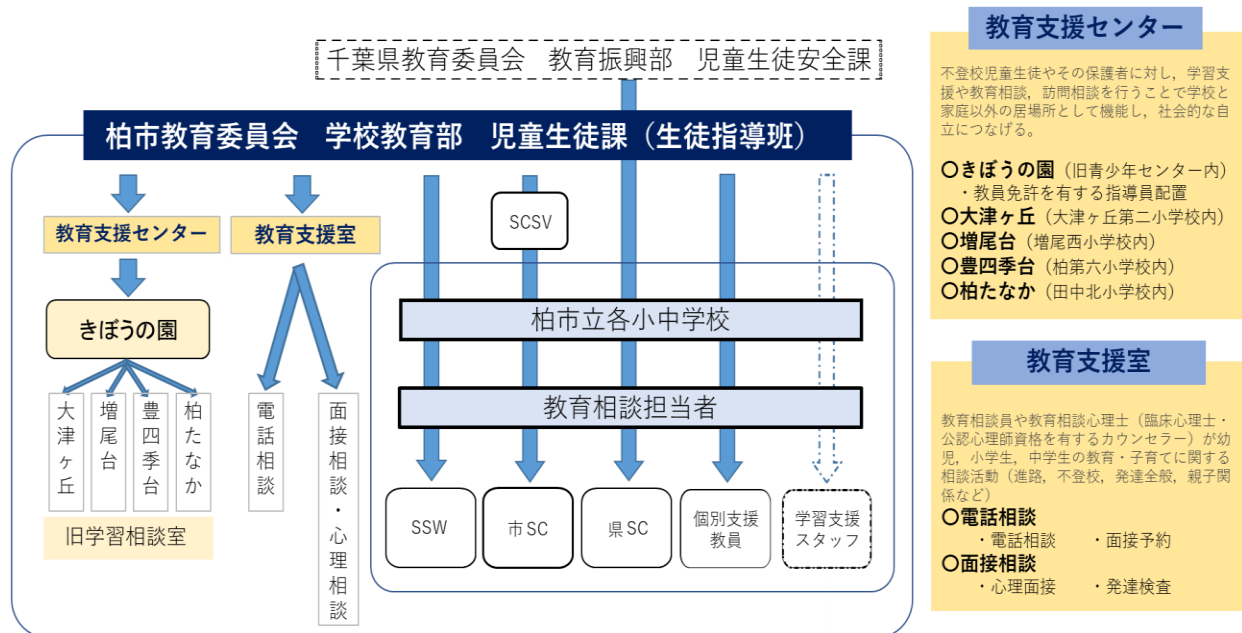 千葉県教育委員会　教育振興部　児童生徒安全課
柏市教育委員会　学校教育部　児童生徒課（生徒指導班）
教育支援センター
教育支援室
SCSV
きぼうの園
柏市立各小中学校
教育相談担当者
大津ヶ丘
増尾台
豊四季台
柏たなか
旧学習相談室
電話相談
面接相談・心理相談
SSW
市 SC
県 SC
個別支援
教員
学習支援
スタッフ
教育支援センター
不登校児童生徒やその保護者に対し，学習支
援や教育相談，訪問相談を行うことで学校と
家庭以外の居場所として機能し，社会的な自
立につなげる。
〇きぼうの園（旧青少年センター内）
・教員免許を有する指導員配置
〇大津ヶ丘（大津ヶ丘第二小学校内）
〇増尾台（増尾西小学校内）
〇豊四季台（柏第六小学校内）
〇柏たなか（田中北小学校内）
教育支援室
教育相談員や教育相談心理士（臨床心理士・
公認心理師資格を有するカウンセラー）が幼
児，小学生，中学生の教育・子育てに関する
相談活動（進路，不登校，発達全般，親子関
係など）
〇電話相談
・電話相談　　・面接予約
〇面接相談
・心理面接　　・発達検査